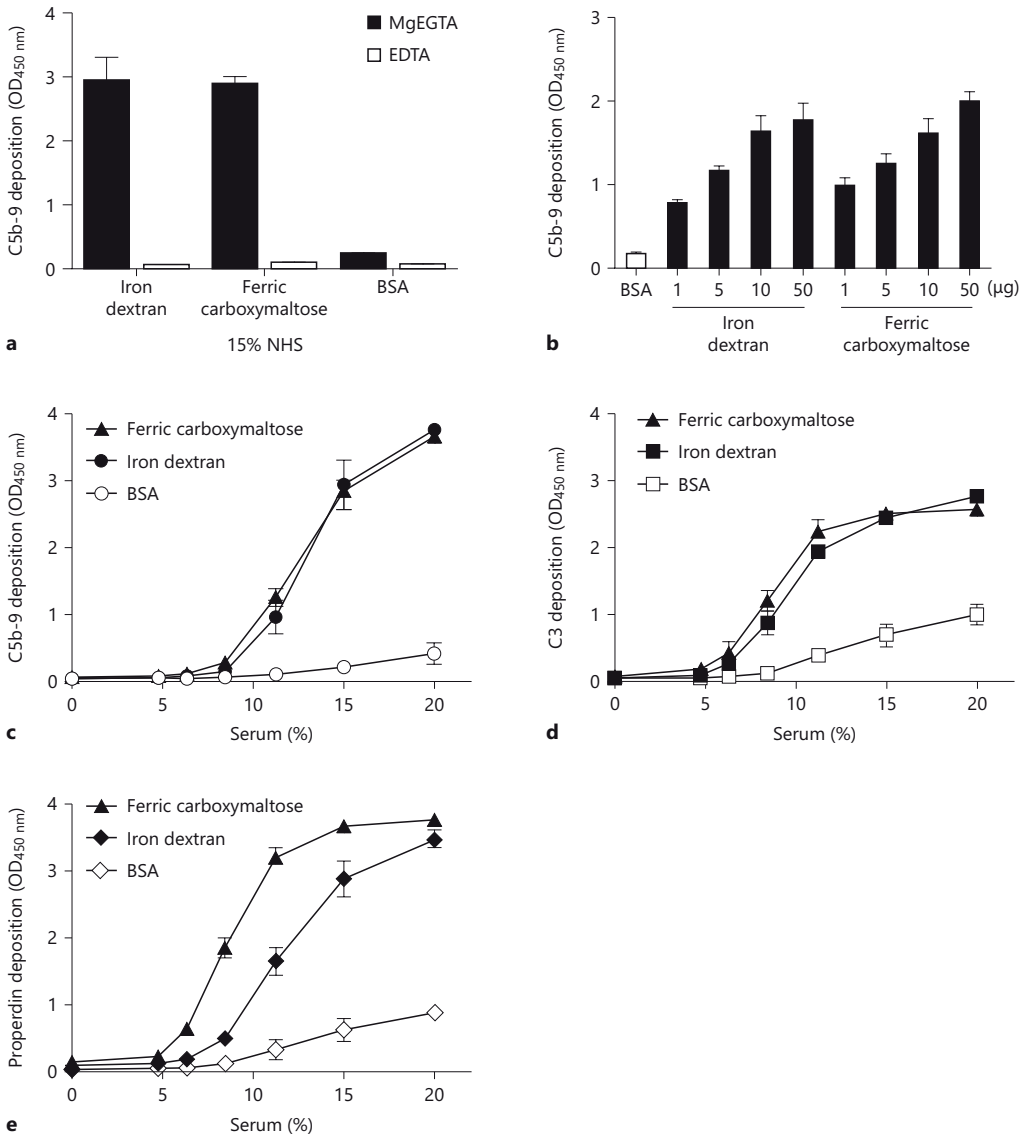 C5b-9 deposition (OD450 nm)
4
3
2
1
0
MgEGTA
EDTA
Iron
dextran
Ferric
carboxymaltose
BSA
15% NHS
a
C5b-9 deposition (OD450 nm)
3
2
1
0
BSA 1 5 10 50 1 5 10 50 (µg)
Iron
dextran
Ferric
carboxymaltose
b
C5b-9 deposition (OD450 nm)
4
3
2
1
0
Ferric carboxymaltose
Iron dextran
BSA
0 5 10 15 20
Serum (%)
c
C3 deposition (OD450 nm)
4
3
2
1
0
Ferric carboxymaltose
Iron dextran
BSA
0 5 10 15 20
Serum (%)
d
Properdin deposition (OD450 nm)
4
3
2
1
0
Ferric carboxymaltose
Iron dextran
BSA
0 5 10 15 20
Serum (%)
e